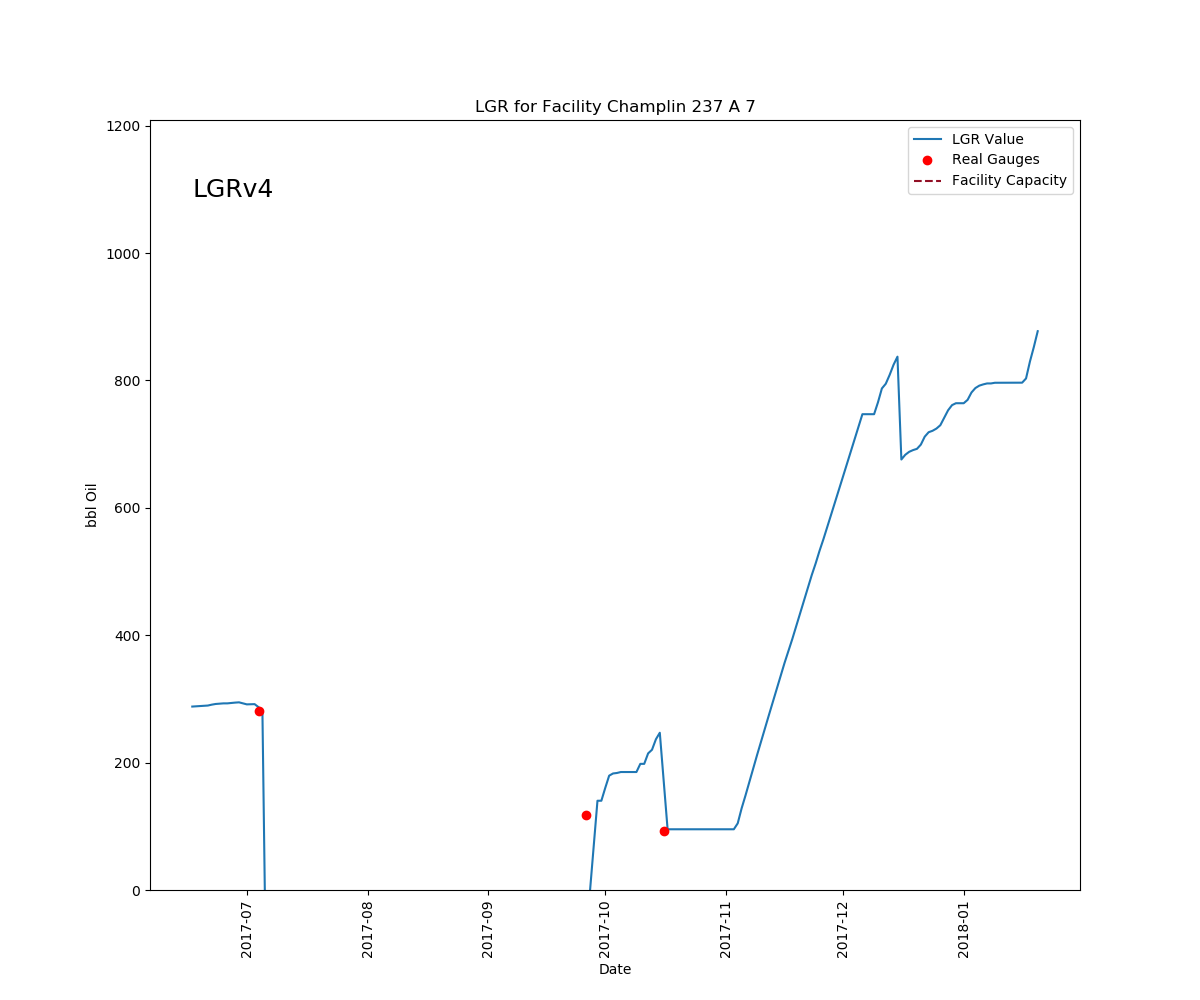 LGR for Facility Champlin 237 A 7
LGRv4
LGR Value
Real Gauges
Facility Capacity
1200
1000
800
600
400
200
0
bbl Oil
2017-07
2017-08
2017-09
2017-10
2017-11
2017-12
2018-01
Date